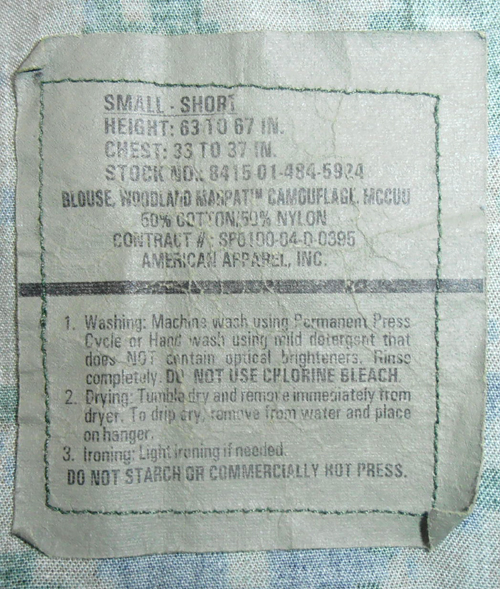 SMALL - SHORT
HEIGHT: 63 TO 67 IN.
CHEST: 33 TO 37 IN.
STOCK NO.: 8415-01-484-5924
BLOUSE, WOODLAND MARPAT™ CAMOUFLAGE, MCCUU
50% COTTON/50% NYLON
CONTRACT #: SP0100-04-D-0395
AMERICAN APPAREL, INC.
1. Washing: Machine wash using Permanent Press
Cycle or Hand wash using mild detergent that
does NOT contain optical brighteners. Rinse
completely. DO NOT USE CHLORINE BLEACH.
2. Drying: Tumble dry and remove immediately from
dryer. To drip dry, remove from water and place
on hanger.
3. Ironing: Light ironing if needed.
DO NOT STARCH OR COMMERCIALLY HOT PRESS.